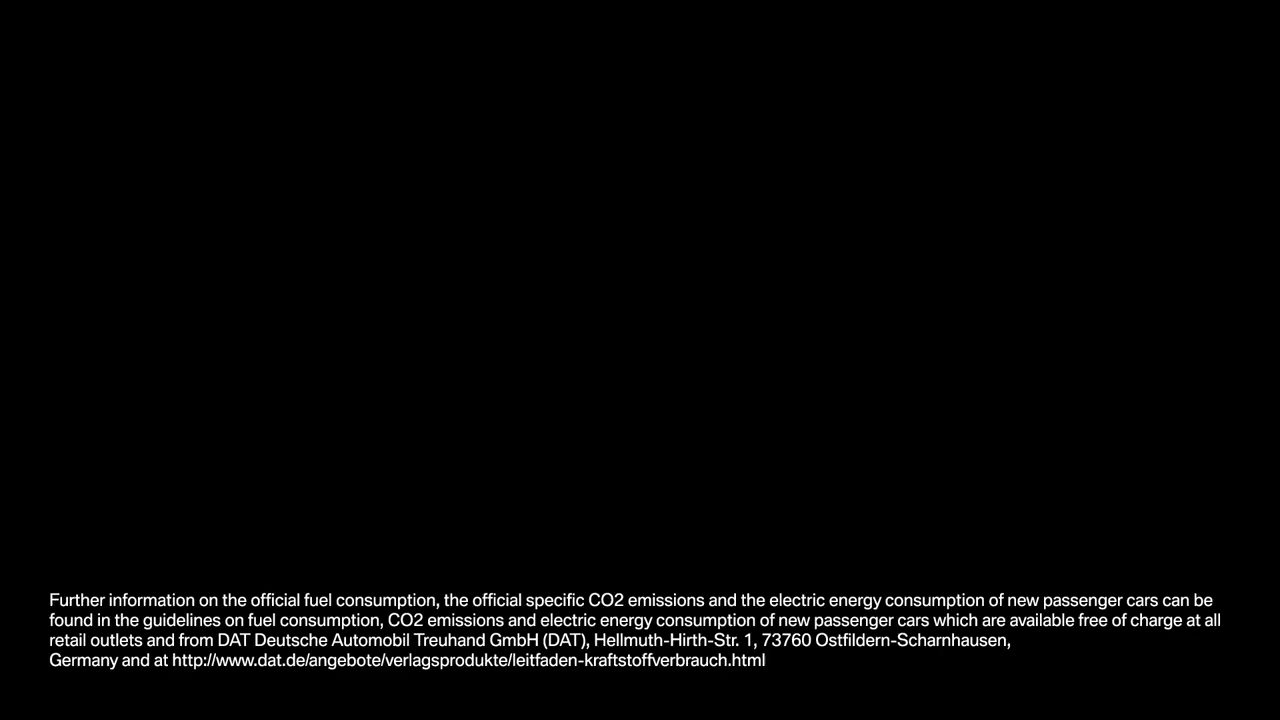 Further information on the official fuel consumption, the official specific CO2 emissions and the electric energy consumption of new passenger cars can be
found in the guidelines on fuel consumption, CO2 emissions and electric energy consumption of new passenger cars which are available free of charge at all
retail outlets and from DAT Deutsche Automobil Treuhand GmbH (DAT), Hellmuth-Hirth-Str. 1, 73760 Ostfildern-Scharnhausen,
Germany and at http://www.dat.de/angebote/verlagsprodukte/leitfaden-kraftstoffverbrauch.html